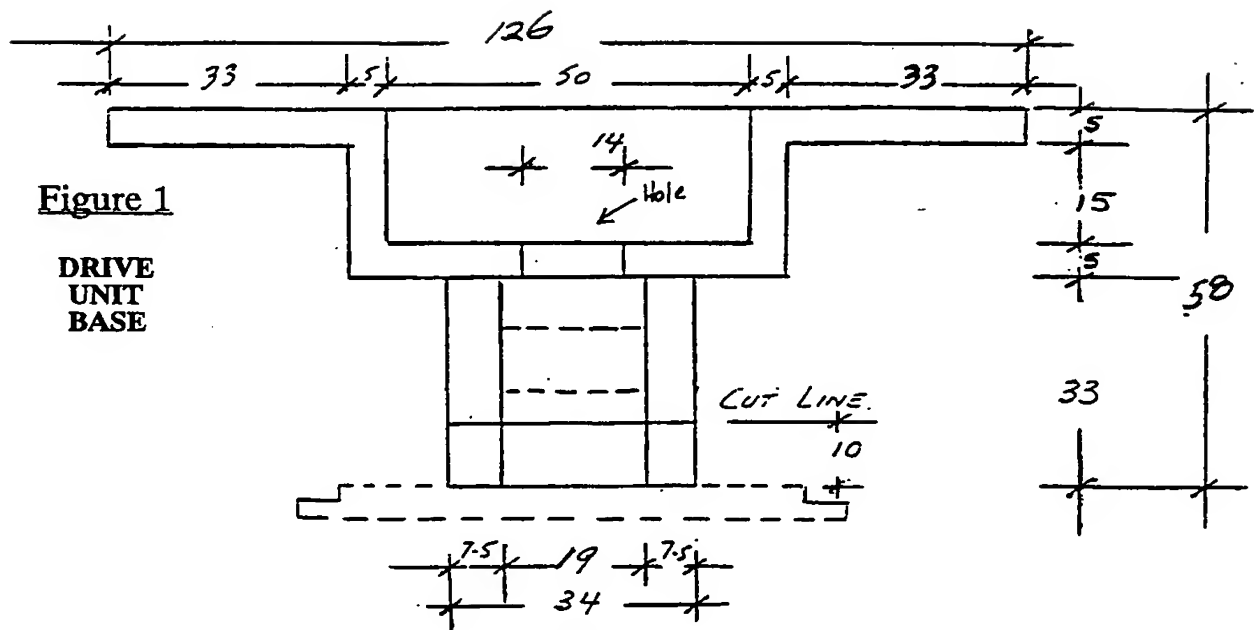 126
33 5 50 5 33
5
14
Figure 1
Hole
15
DRIVE
UNIT
BASE
5
58
CUT LINE.
33
10
7-5 19 7-5
34